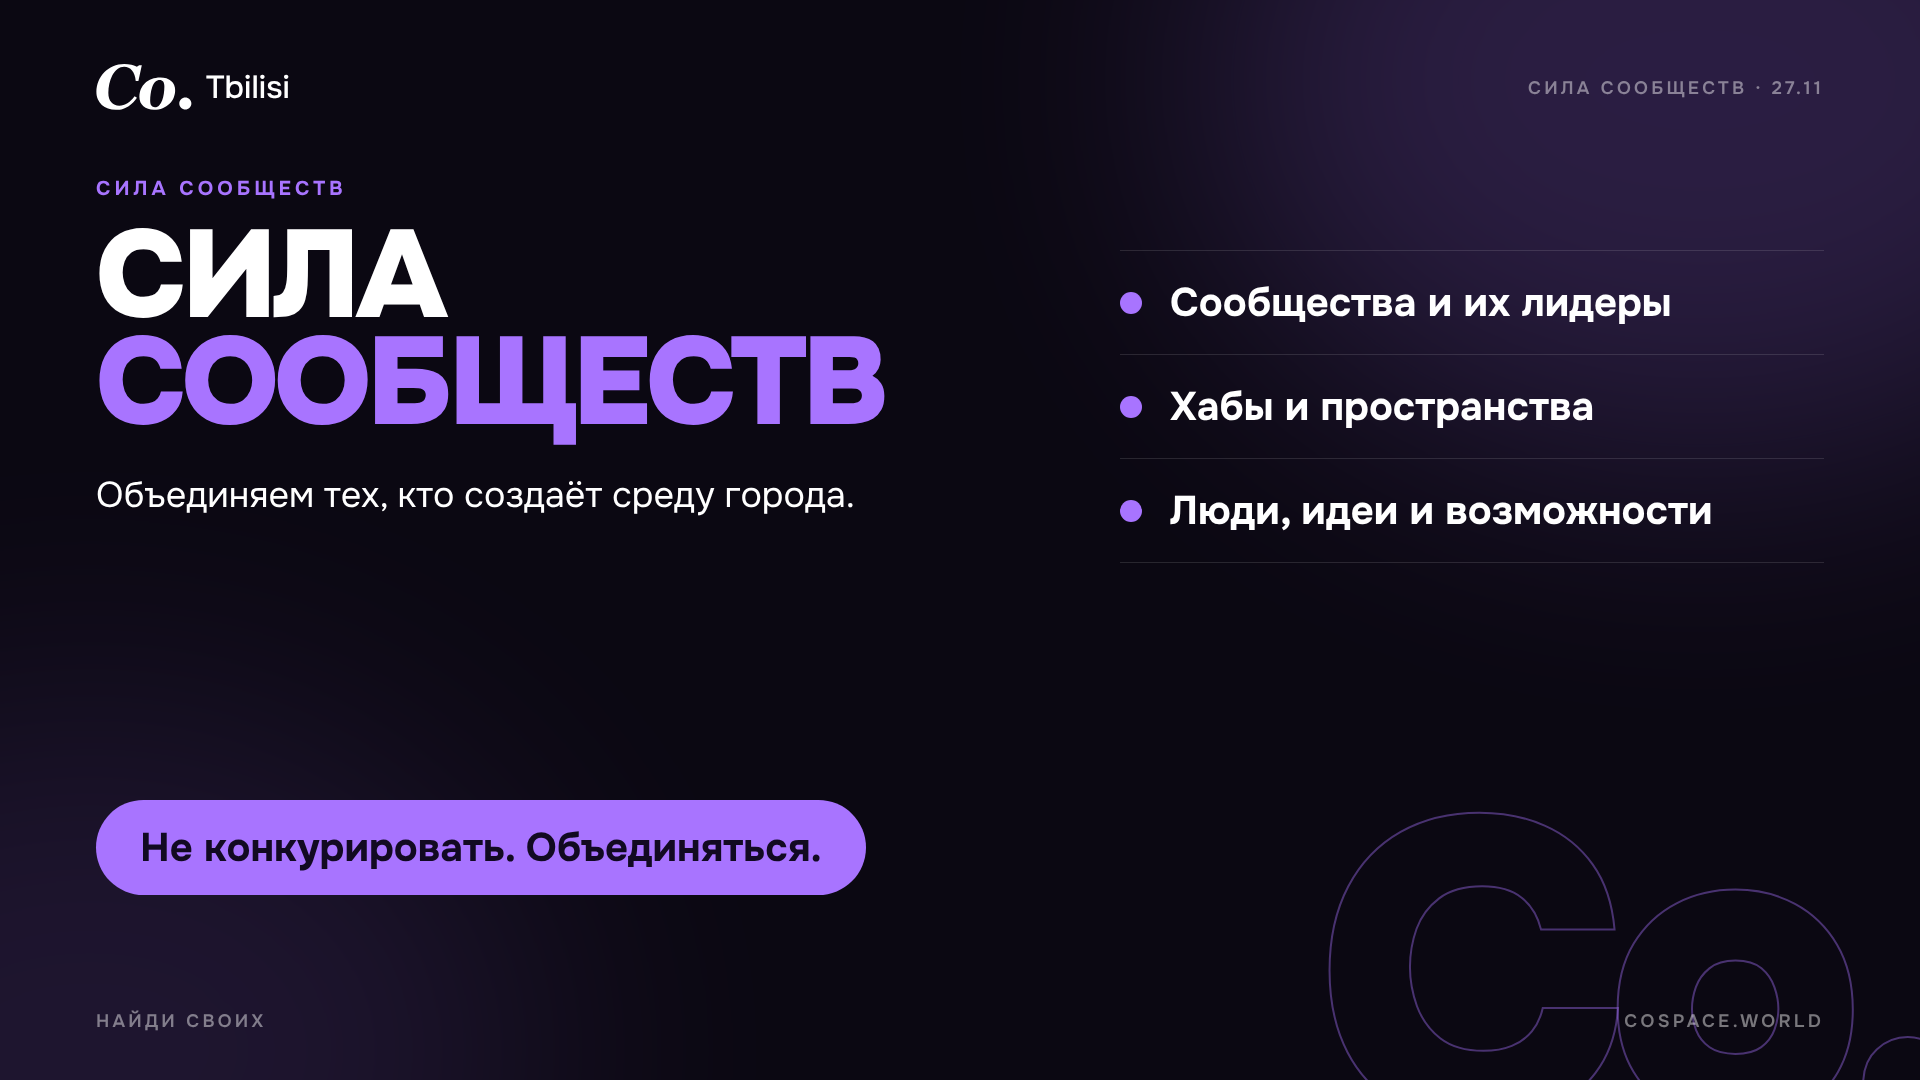 Co. Tbilisi
СИЛА СООБЩЕСТВ · 27.11
СИЛА СООБЩЕСТВ
СИЛА
СООБЩЕСТВ
Объединяем тех, кто создаёт среду города.
Сообщества и их лидеры
Хабы и пространства
Люди, идеи и возможности
Не конкурировать. Объединяться.
Co.
НАЙДИ СВОИХ
COSPACE.WORLD